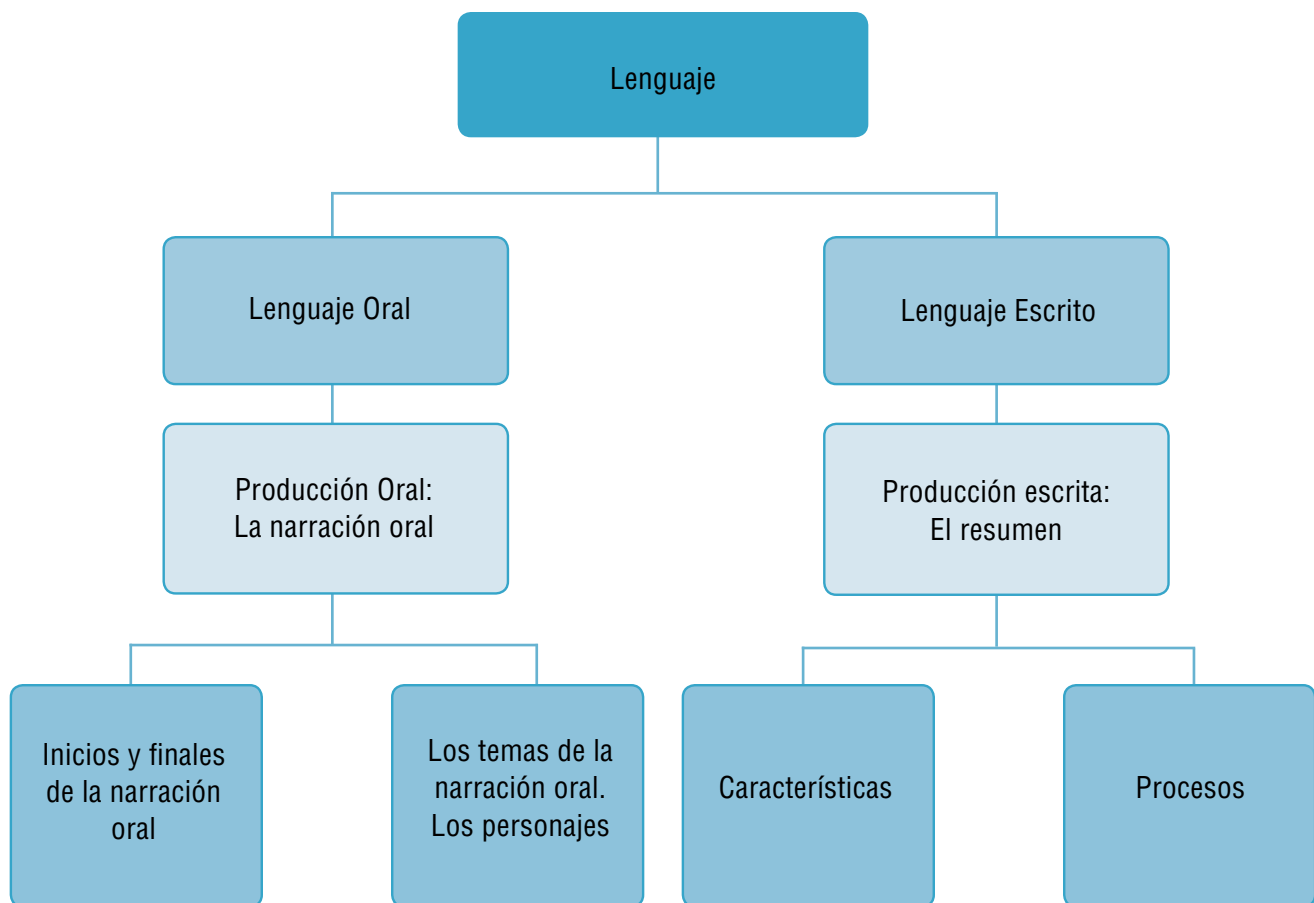 Lenguaje
Lenguaje Oral
Lenguaje Escrito
Producción Oral:
La narración oral
Producción escrita:
El resumen
Inicios y finales
de la narración
oral
Los temas de la
narración oral.
Los personajes
Características
Procesos